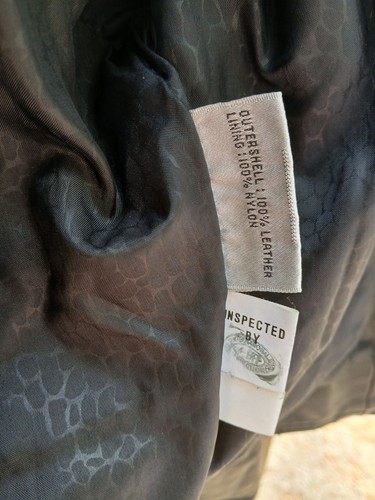 OUTERSHELL : 100% LEATHER
LINING : 100% NYLON
INSPECTED
BY